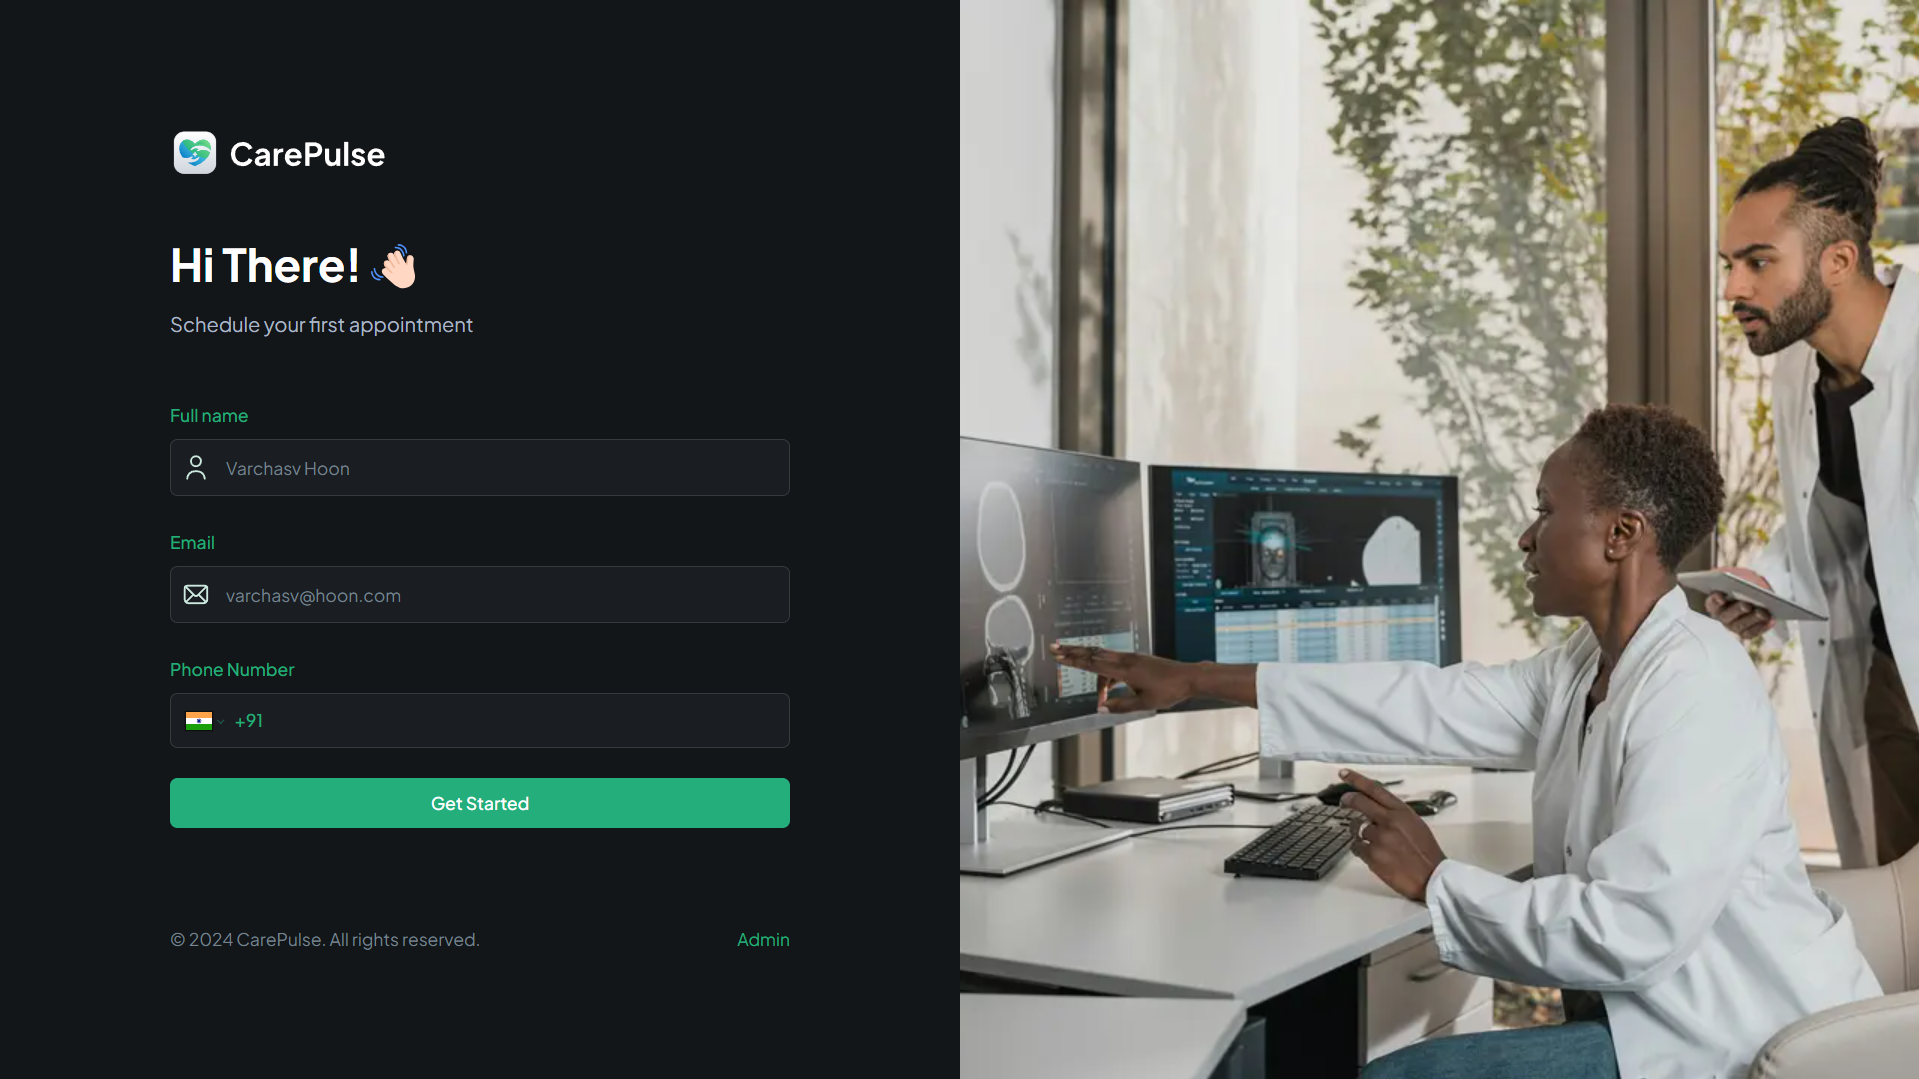 CarePulse
Hi There! 👋🏻
Schedule your first appointment
Full name
Varchasv Hoon
Email
varchasv@hoon.com
Phone Number
+91
Get Started
© 2024 CarePulse. All rights reserved.
Admin